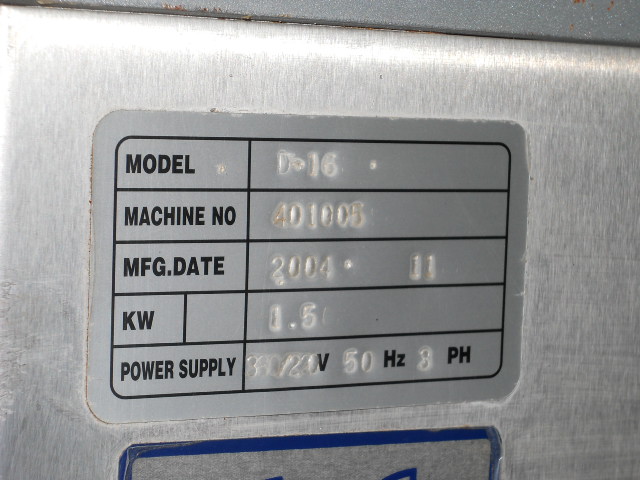 MODEL D-16
MACHINE NO 401005
MFG.DATE 2004 · 11
KW 1.5
POWER SUPPLY V 50 Hz 3 PH